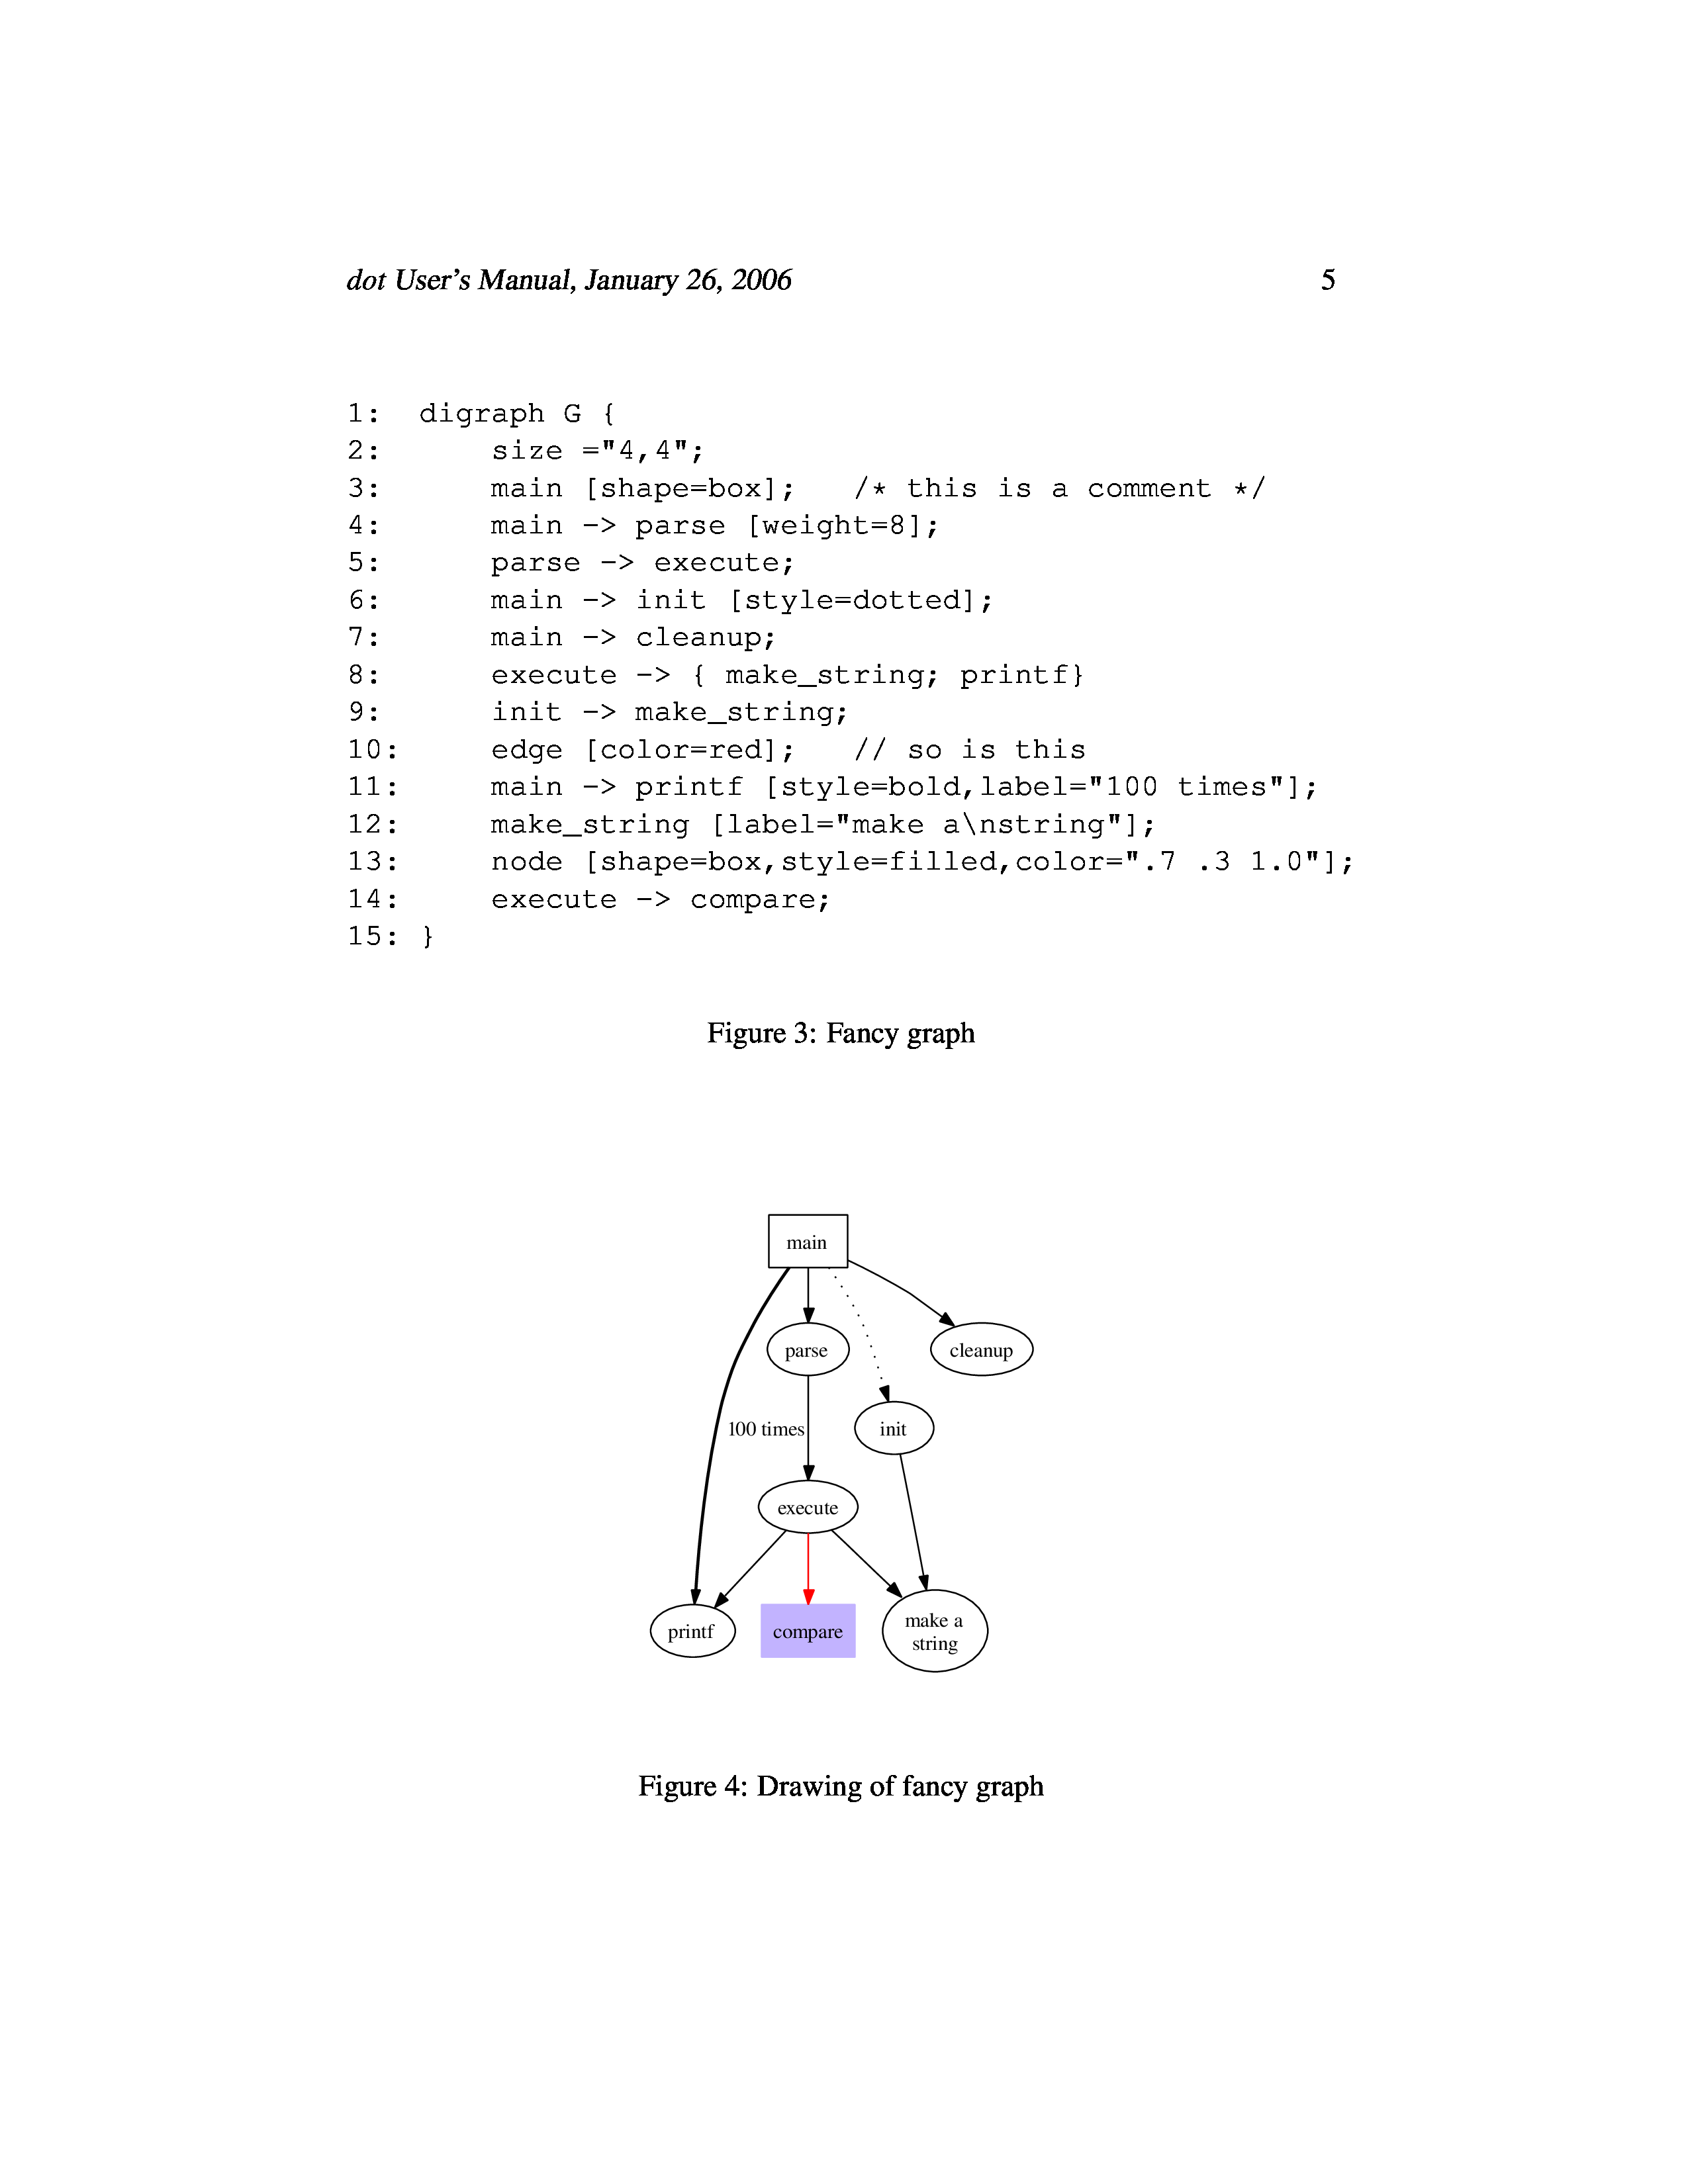 dot User's Manual, January 26, 2006 5
1: digraph G {
2: size ="4,4";
3: main [shape=box]; /* this is a comment */
4: main -> parse [weight=8];
5: parse -> execute;
6: main -> init [style=dotted];
7: main -> cleanup;
8: execute -> { make_string; printf}
9: init -> make_string;
10: edge [color=red]; // so is this
11: main -> printf [style=bold,label="100 times"];
12: make_string [label="make a\nstring"];
13: node [shape=box,style=filled,color=".7 .3 1.0"];
14: execute -> compare;
15: }
Figure 3: Fancy graph
main
parse
cleanup
100 times
init
execute
printf
compare
make a
string
Figure 4: Drawing of fancy graph